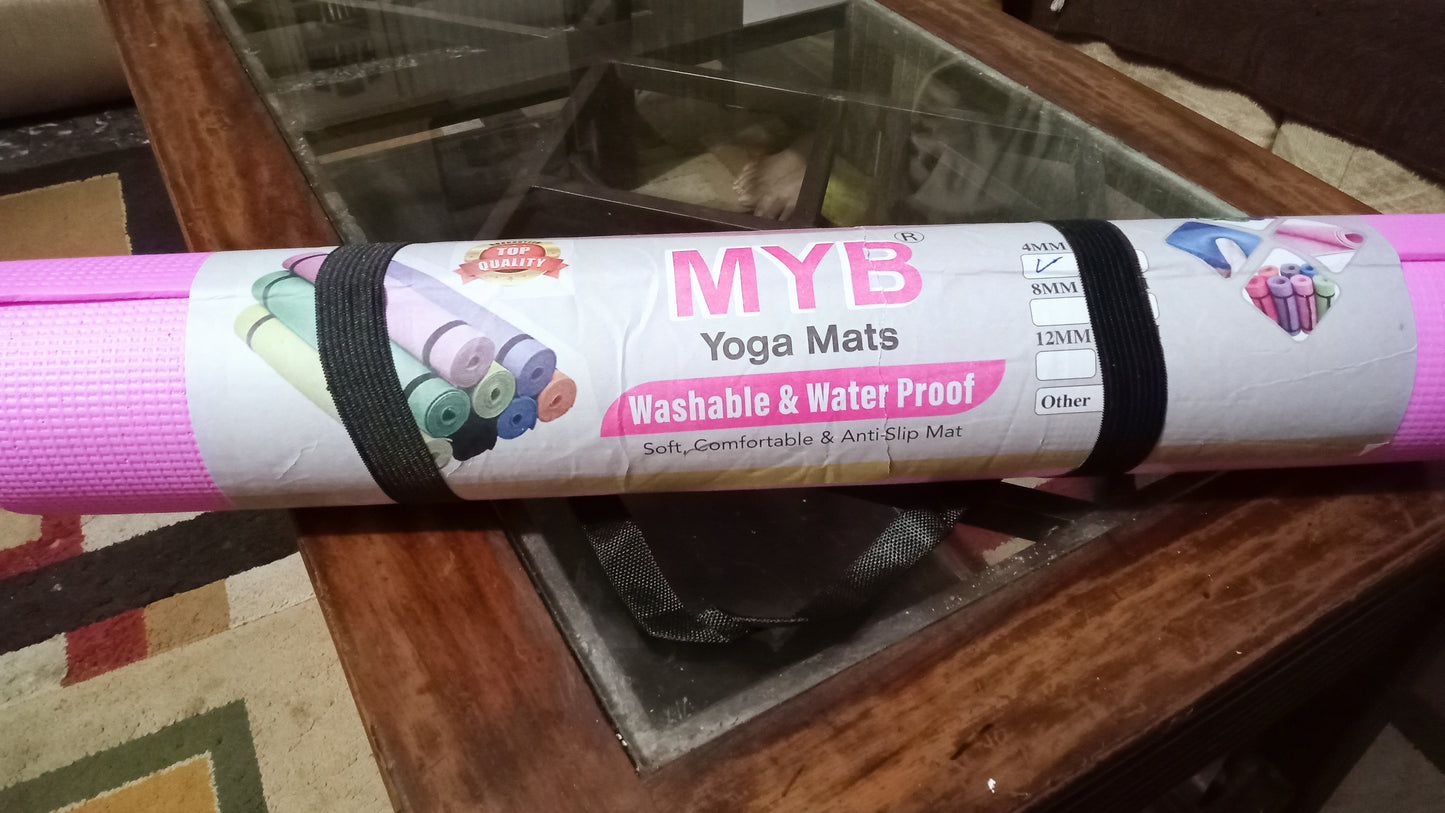 TOP
QUALITY
MYB®
Yoga Mats
Washable & Water Proof
Soft, Comfortable & Anti-Slip Mat
4MM
8MM
12MM
Other